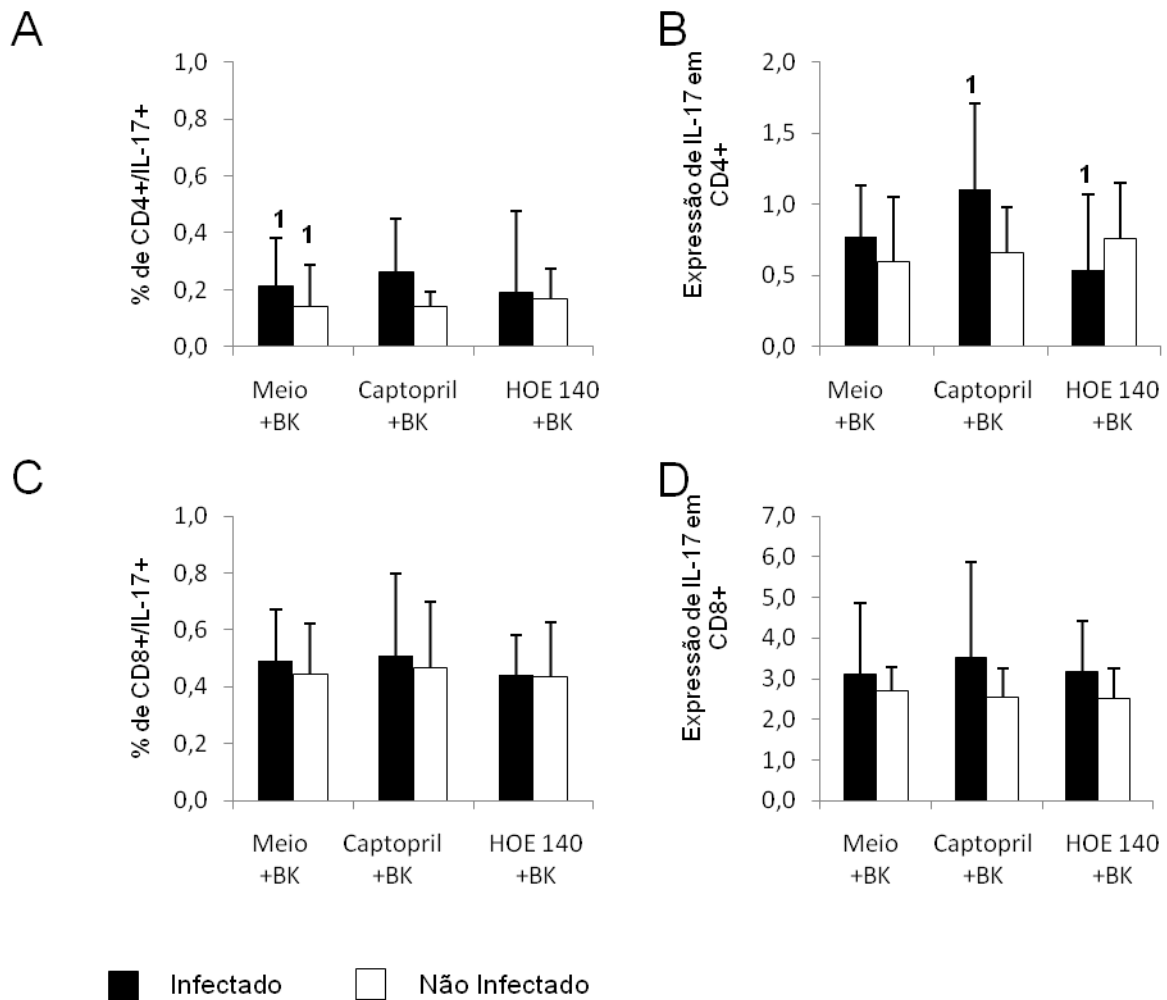 A
% de CD4+/IL-17+
1,0
0,8
0,6
0,4
0,2
0,0
1
1
Meio
+BK
Captopril
+BK
HOE 140
+BK
B
Expressão de IL-17 em
CD4+
2,0
1,5
1,0
0,5
0,0
1
1
Meio
+BK
Captopril
+BK
HOE 140
+BK
C
% de CD8+/IL-17+
1,0
0,8
0,6
0,4
0,2
0,0
Meio
+BK
Captopril
+BK
HOE 140
+BK
D
Expressão de IL-17 em
CD8+
7,0
6,0
5,0
4,0
3,0
2,0
1,0
0,0
Meio
+BK
Captopril
+BK
HOE 140
+BK
Infectado
Não Infectado